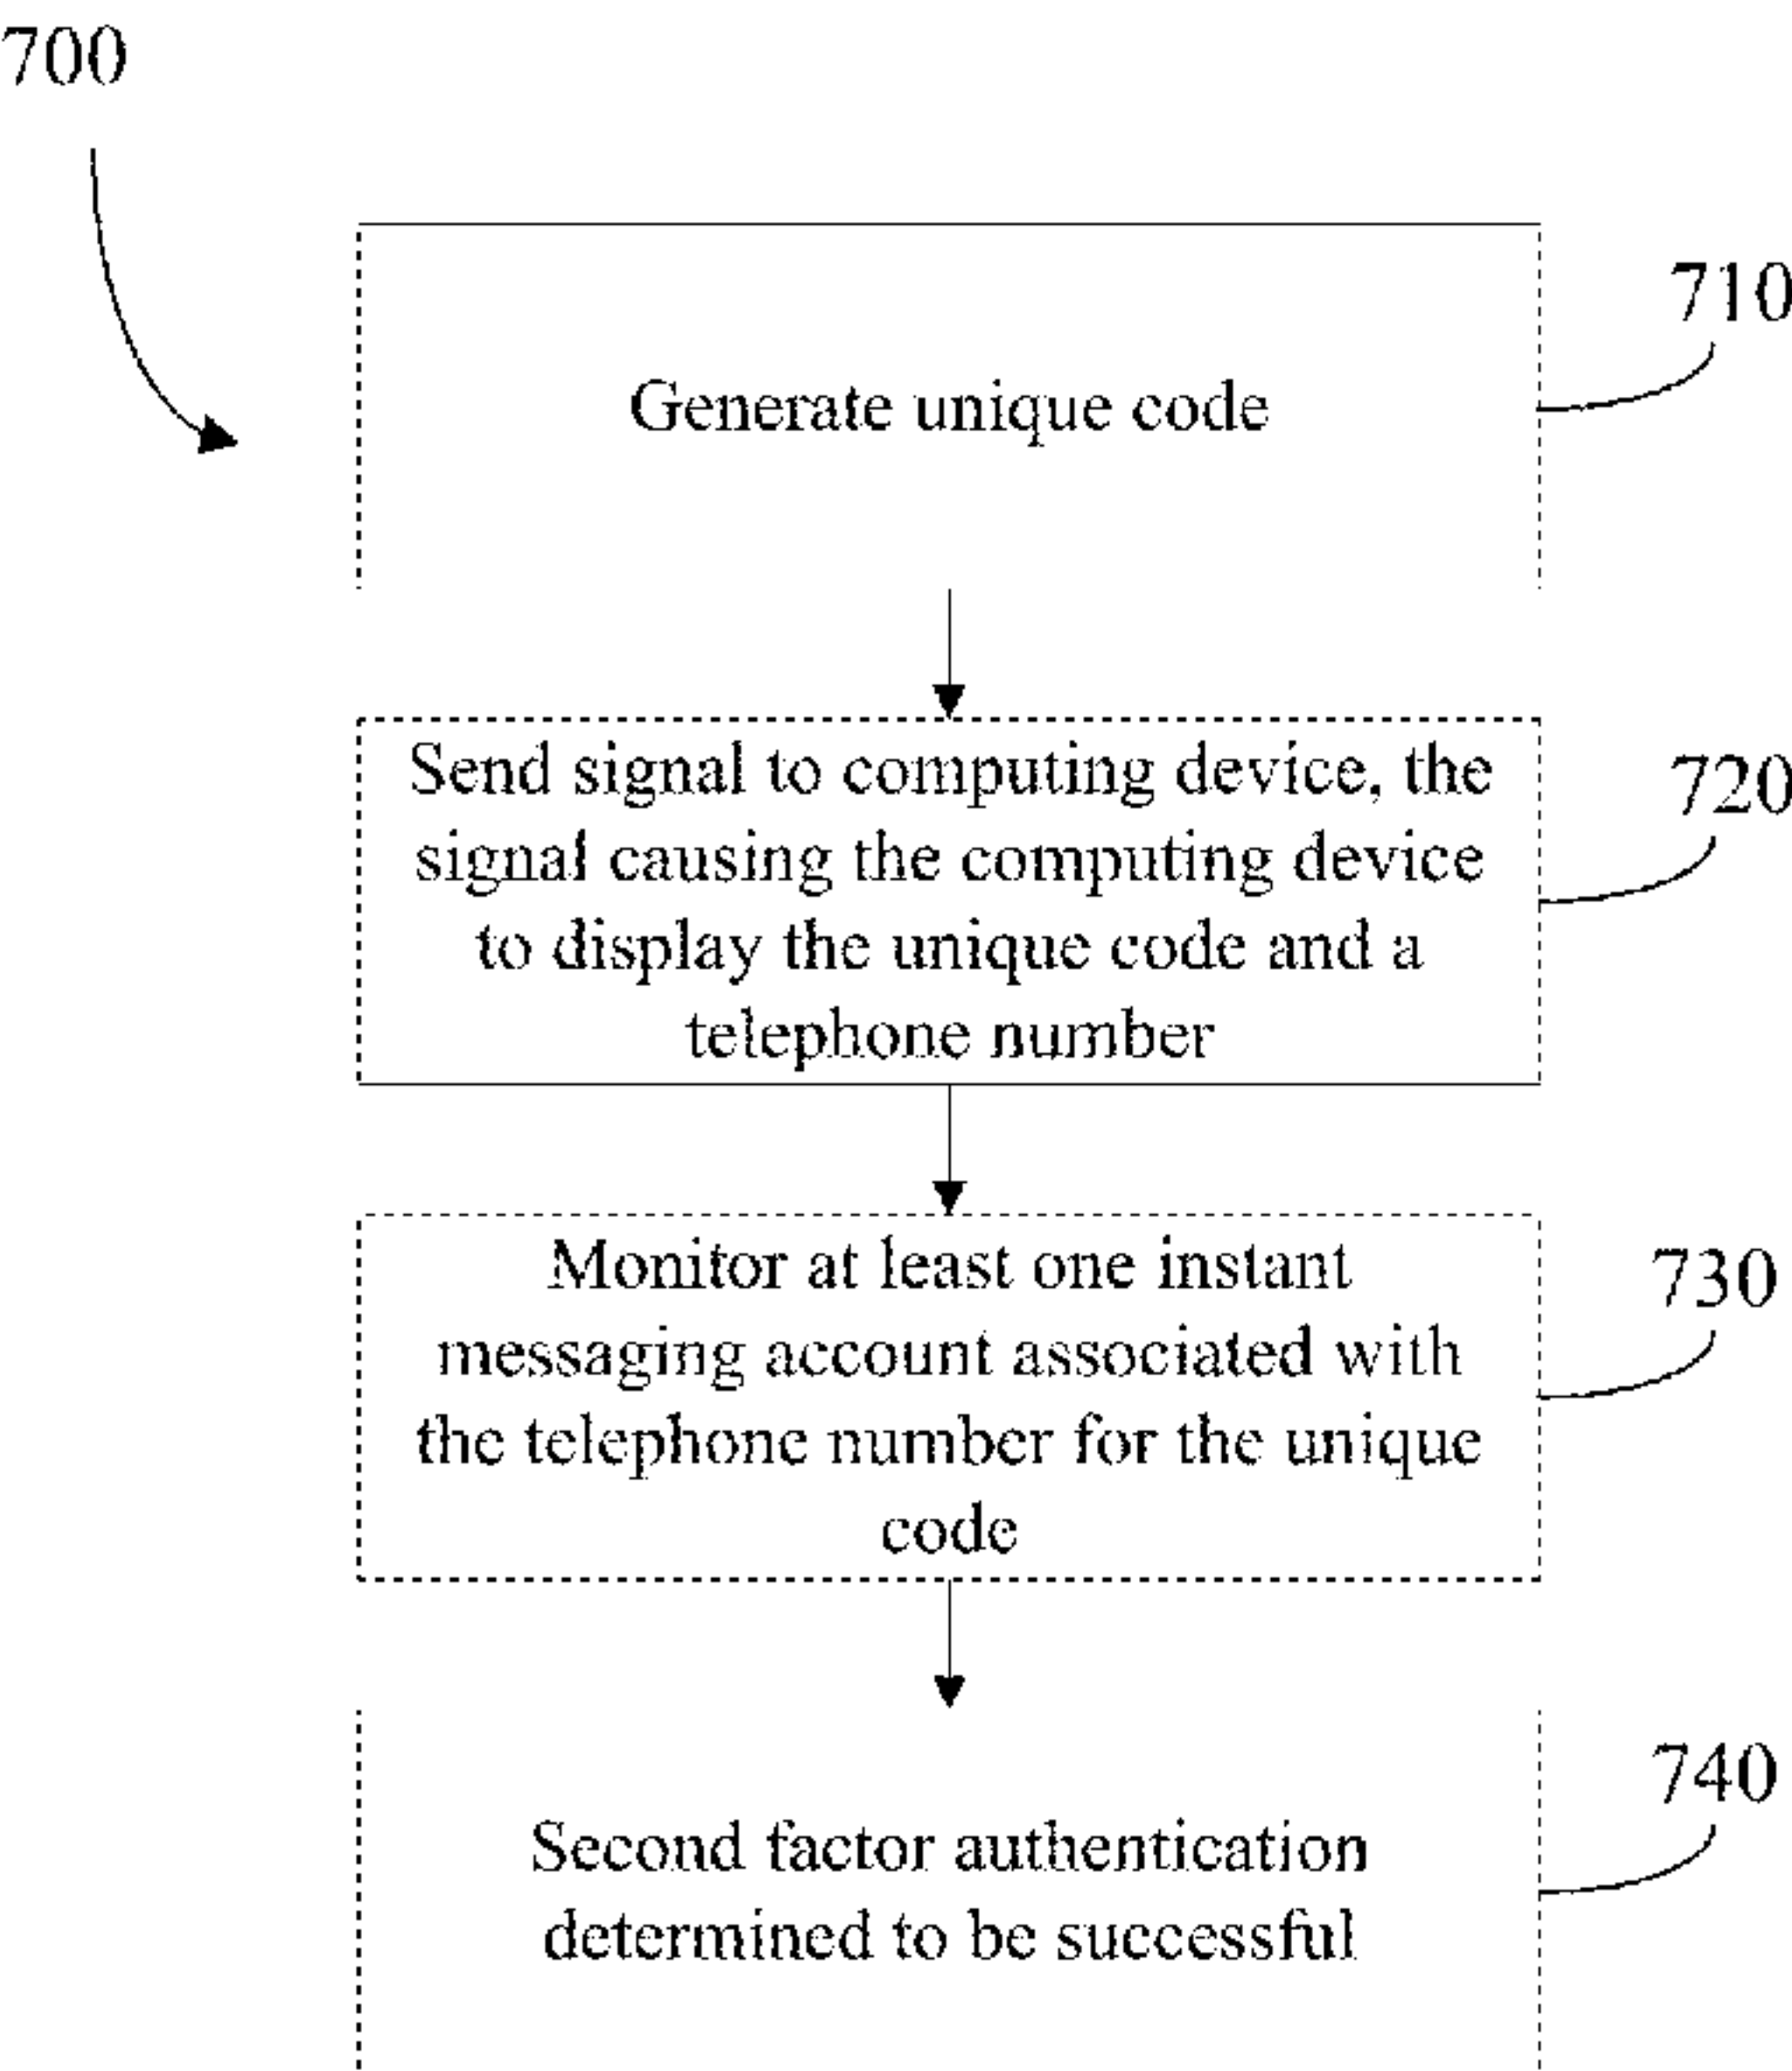 700
710
Generate unique code
720
Send signal to computing device, the
signal causing the computing device
to display the unique code and a
telephone number
730
Monitor at least one instant
messaging account associated with
the telephone number for the unique
code
740
Second factor authentication
determined to be successful